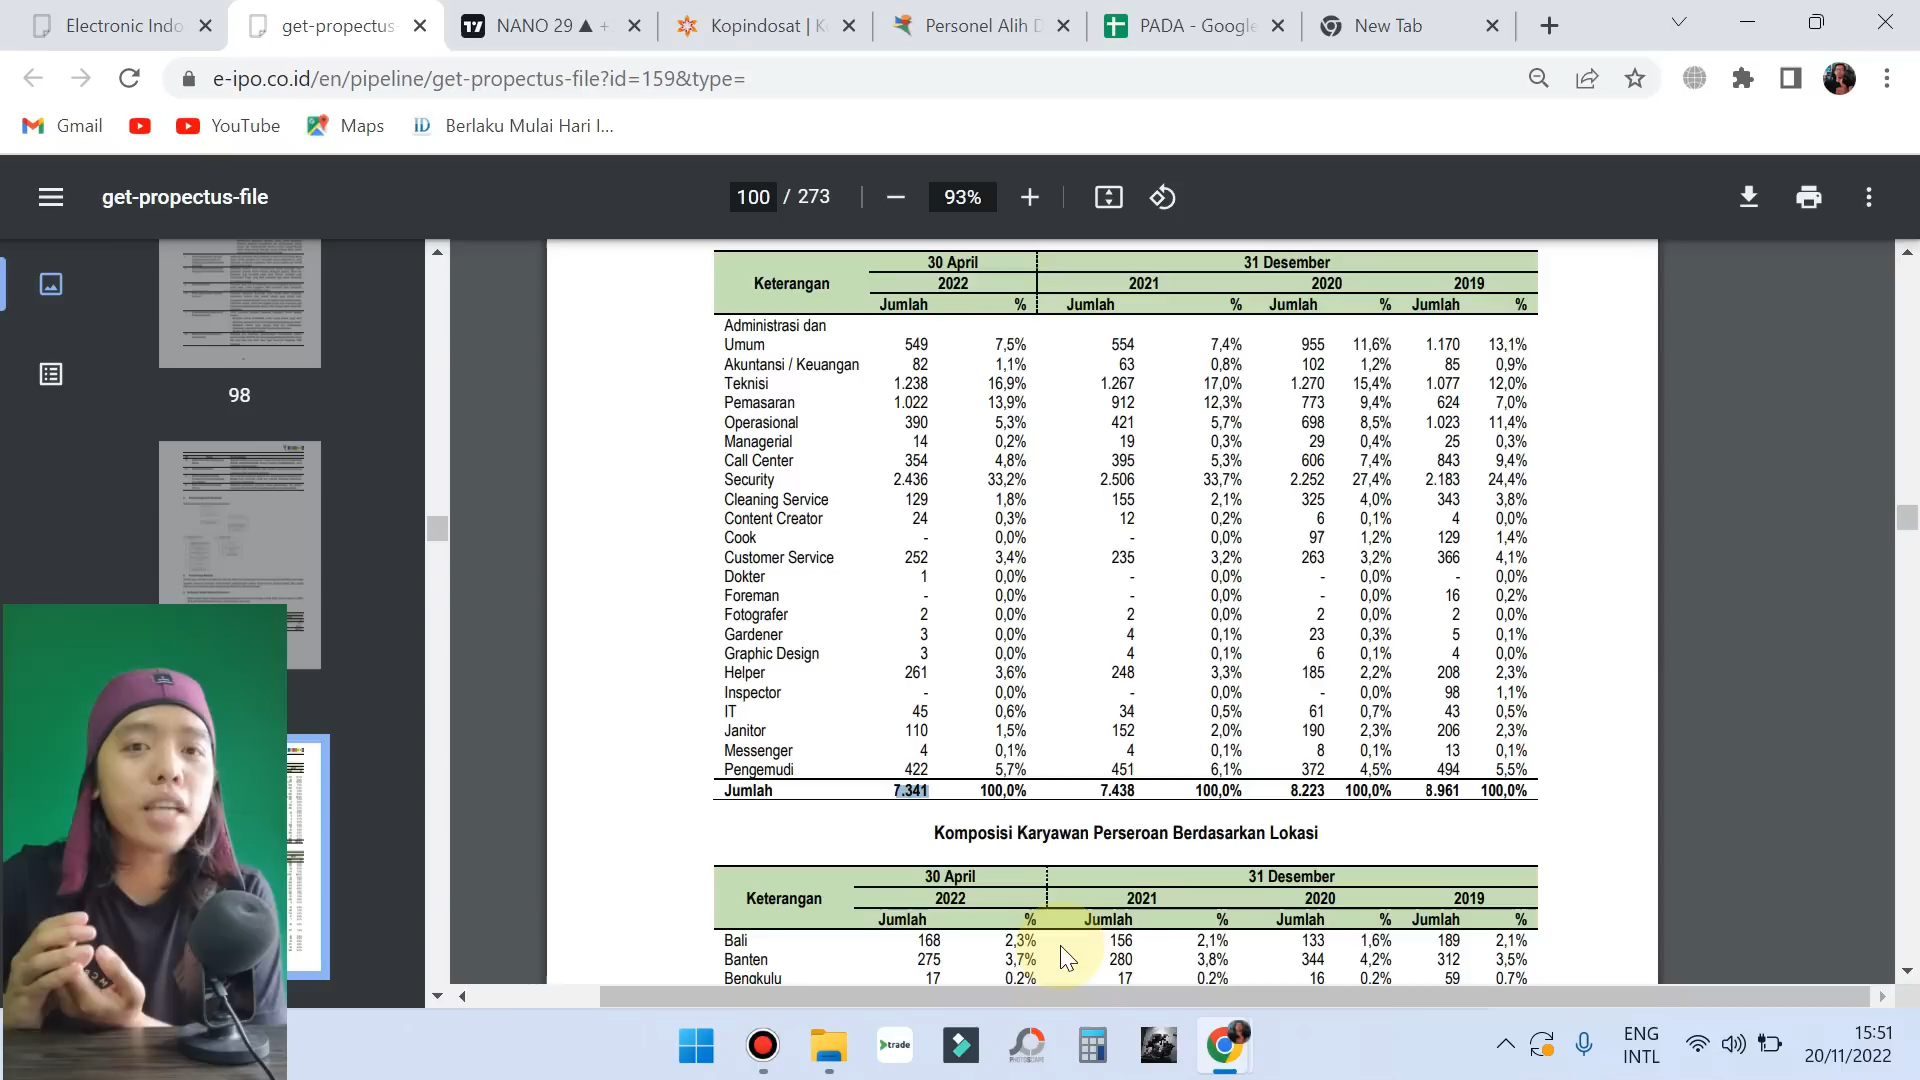 Electronic Indo
get-propectus-
NANO 29 ▲ +
Kopindosat | K
Personel Alih D
PADA - Google
New Tab
e-ipo.co.id/en/pipeline/get-propectus-file?id=159&type=
Gmail
YouTube
Maps
Berlaku Mulai Hari I...
get-propectus-file
100 / 273
93%
98
30 April 31 Desember
Keterangan 2022 2021 2020 2019
Jumlah % Jumlah % Jumlah % Jumlah %
Administrasi dan
Umum 549 7,5% 554 7,4% 955 11,6% 1.170 13,1%
Akuntansi / Keuangan 82 1,1% 63 0,8% 102 1,2% 85 0,9%
Teknisi 1.238 16,9% 1.267 17,0% 1.270 15,4% 1.077 12,0%
Pemasaran 1.022 13,9% 912 12,3% 773 9,4% 624 7,0%
Operasional 390 5,3% 421 5,7% 698 8,5% 1.023 11,4%
Managerial 14 0,2% 19 0,3% 29 0,4% 25 0,3%
Call Center 354 4,8% 395 5,3% 606 7,4% 843 9,4%
Security 2.436 33,2% 2.506 33,7% 2.252 27,4% 2.183 24,4%
Cleaning Service 129 1,8% 155 2,1% 325 4,0% 343 3,8%
Content Creator 24 0,3% 12 0,2% 6 0,1% 4 0,0%
Cook - 0,0% - 0,0% 97 1,2% 129 1,4%
Customer Service 252 3,4% 235 3,2% 263 3,2% 366 4,1%
Dokter 1 0,0% - 0,0% - 0,0% - 0,0%
Foreman - 0,0% - 0,0% - 0,0% 16 0,2%
Fotografer 2 0,0% 2 0,0% 2 0,0% 2 0,0%
Gardener 3 0,0% 4 0,1% 23 0,3% 5 0,1%
Graphic Design 3 0,0% 4 0,1% 6 0,1% 4 0,0%
Helper 261 3,6% 248 3,3% 185 2,2% 208 2,3%
Inspector - 0,0% - 0,0% - 0,0% 98 1,1%
IT 45 0,6% 34 0,5% 61 0,7% 43 0,5%
Janitor 110 1,5% 152 2,0% 190 2,3% 206 2,3%
Messenger 4 0,1% 4 0,1% 8 0,1% 13 0,1%
Pengemudi 422 5,7% 451 6,1% 372 4,5% 494 5,5%
Jumlah 7.341 100,0% 7.438 100,0% 8.223 100,0% 8.961 100,0%
Komposisi Karyawan Perseroan Berdasarkan Lokasi
30 April 31 Desember
Keterangan 2022 2021 2020 2019
Jumlah % Jumlah % Jumlah % Jumlah %
Bali 168 2,3% 156 2,1% 133 1,6% 189 2,1%
Banten 275 3,7% 280 3,8% 344 4,2% 312 3,5%
Bengkulu 17 0,2% 17 0,2% 16 0,2% 59 0,7%
trade
PHOTOSCAPE
ENG
INTL
15:51
20/11/2022